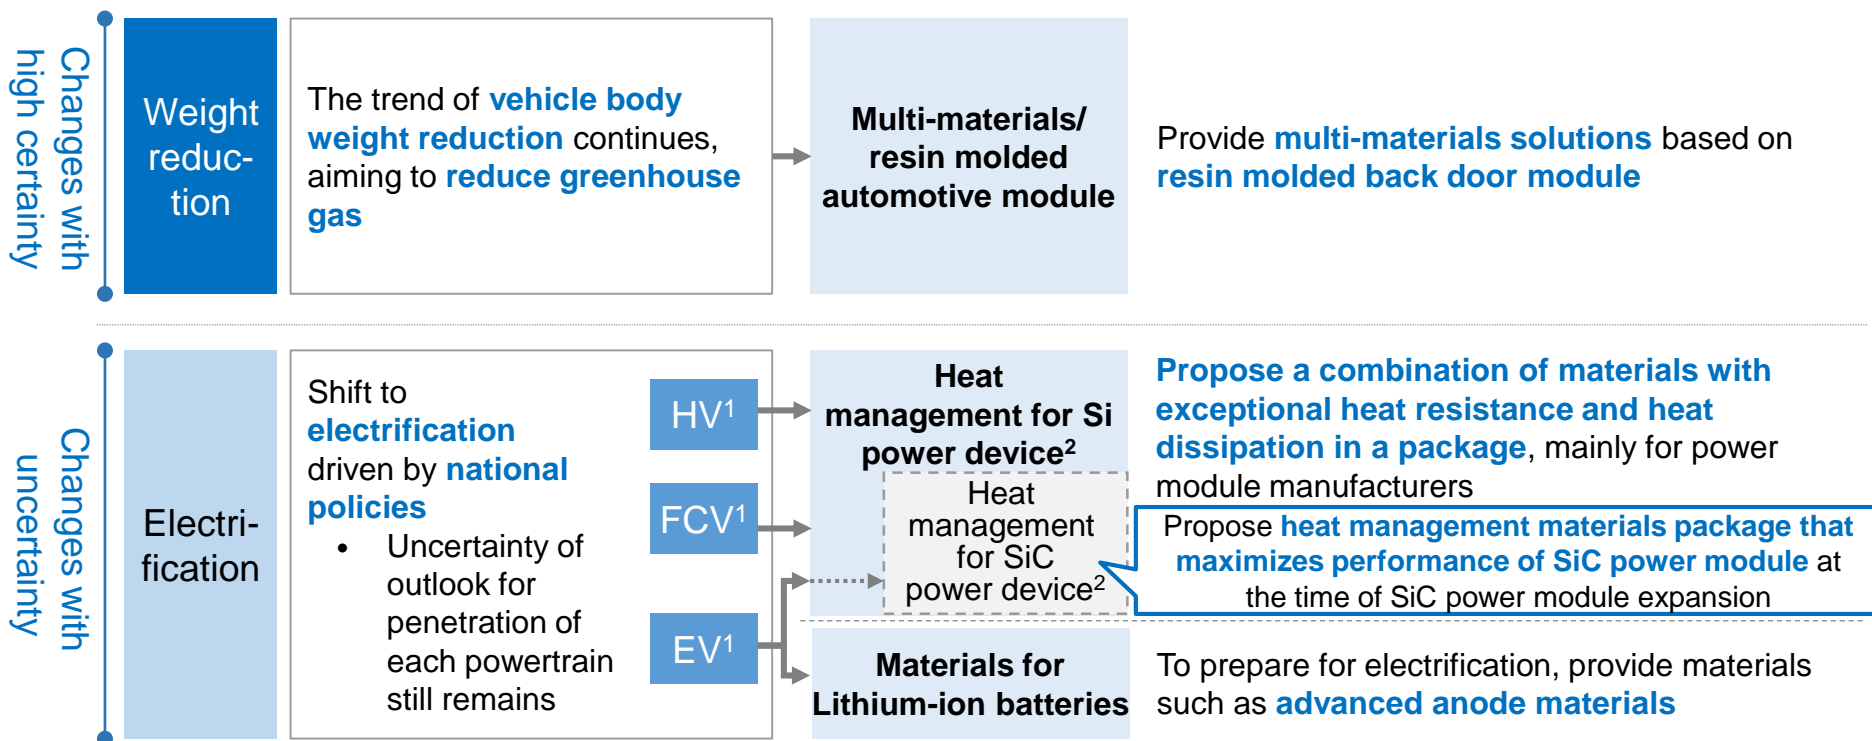 Changes with
high certainty
Weight
reduc-
tion
The trend of vehicle body
weight reduction continues,
aiming to reduce greenhouse
gas
Multi-materials/
resin molded
automotive module
Provide multi-materials solutions based on
resin molded back door module
Changes with
uncertainty
Electri-
fication
Shift to
electrification
driven by national
policies
• Uncertainty of
outlook for
penetration of
each powertrain
still remains
HV¹
FCV¹
EV¹
Heat
management for Si
power device²
Heat
management
for SiC
power device²
Propose a combination of materials with
exceptional heat resistance and heat
dissipation in a package, mainly for power
module manufacturers
Propose heat management materials package that
maximizes performance of SiC power module at
the time of SiC power module expansion
Materials for
Lithium-ion batteries
To prepare for electrification, provide materials
such as advanced anode materials